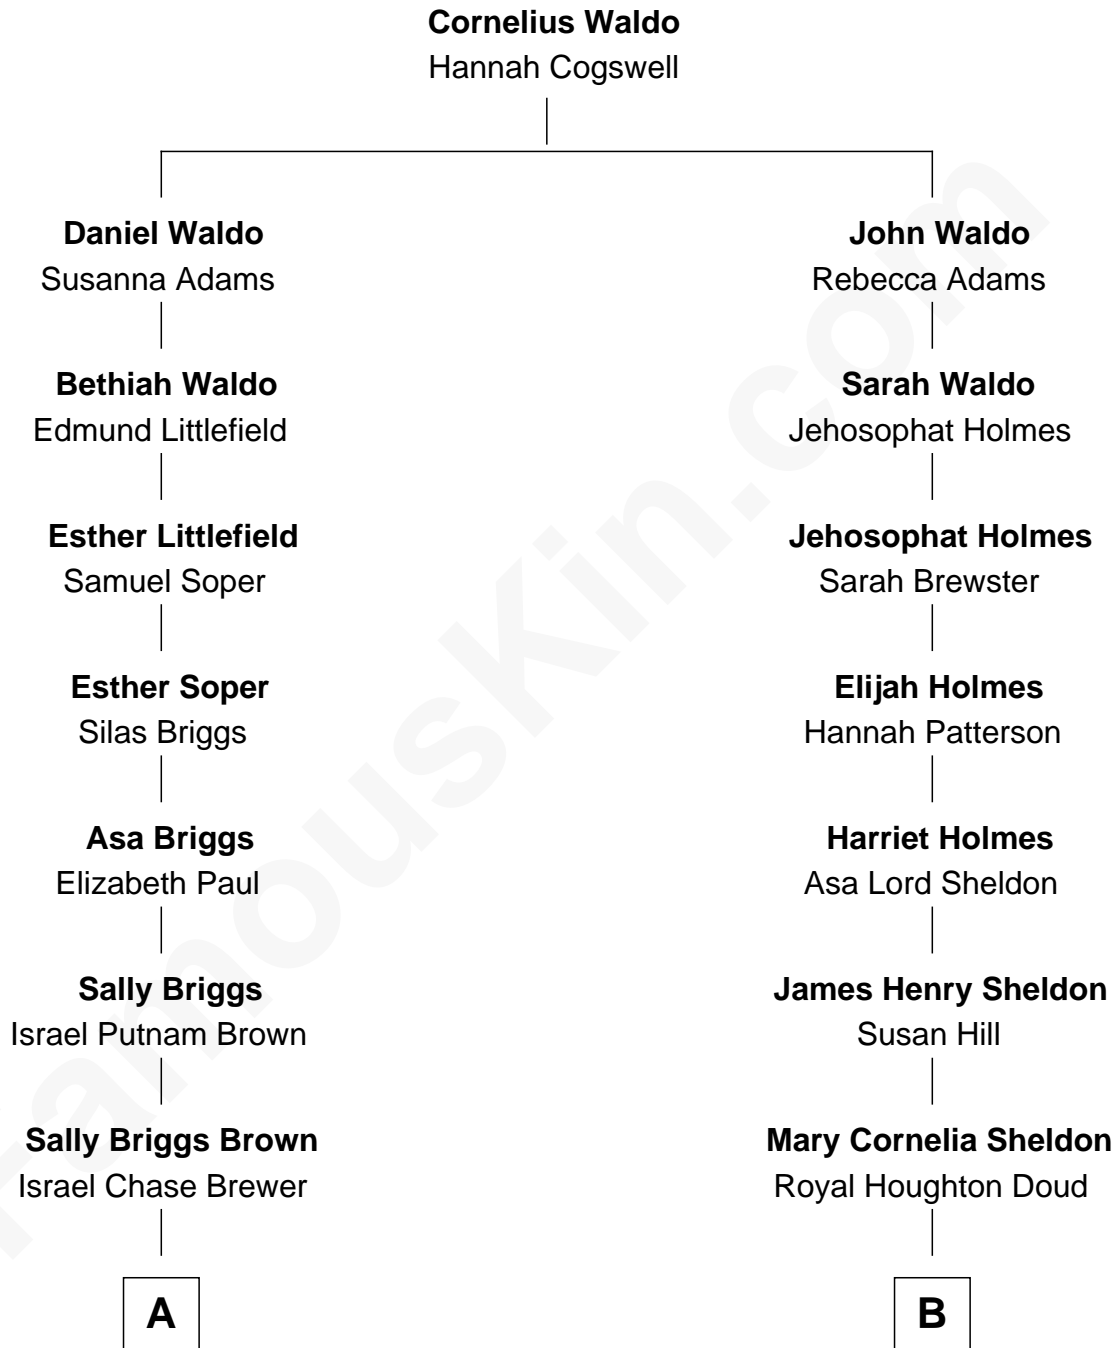 Cornelius Waldo
Hannah Cogswell
Daniel Waldo
Susanna Adams
John Waldo
Rebecca Adams
Bethiah Waldo
Edmund Littlefield
Sarah Waldo
Jehosophat Holmes
Esther Littlefield
Samuel Soper
Jehosophat Holmes
Sarah Brewster
Esther Soper
Silas Briggs
Elijah Holmes
Hannah Patterson
Asa Briggs
Elizabeth Paul
Harriet Holmes
Asa Lord Sheldon
Sally Briggs
Israel Putnam Brown
James Henry Sheldon
Susan Hill
Sally Briggs Brown
Israel Chase Brewer
Mary Cornelia Sheldon
Royal Houghton Doud
A
B
FamousKin.com